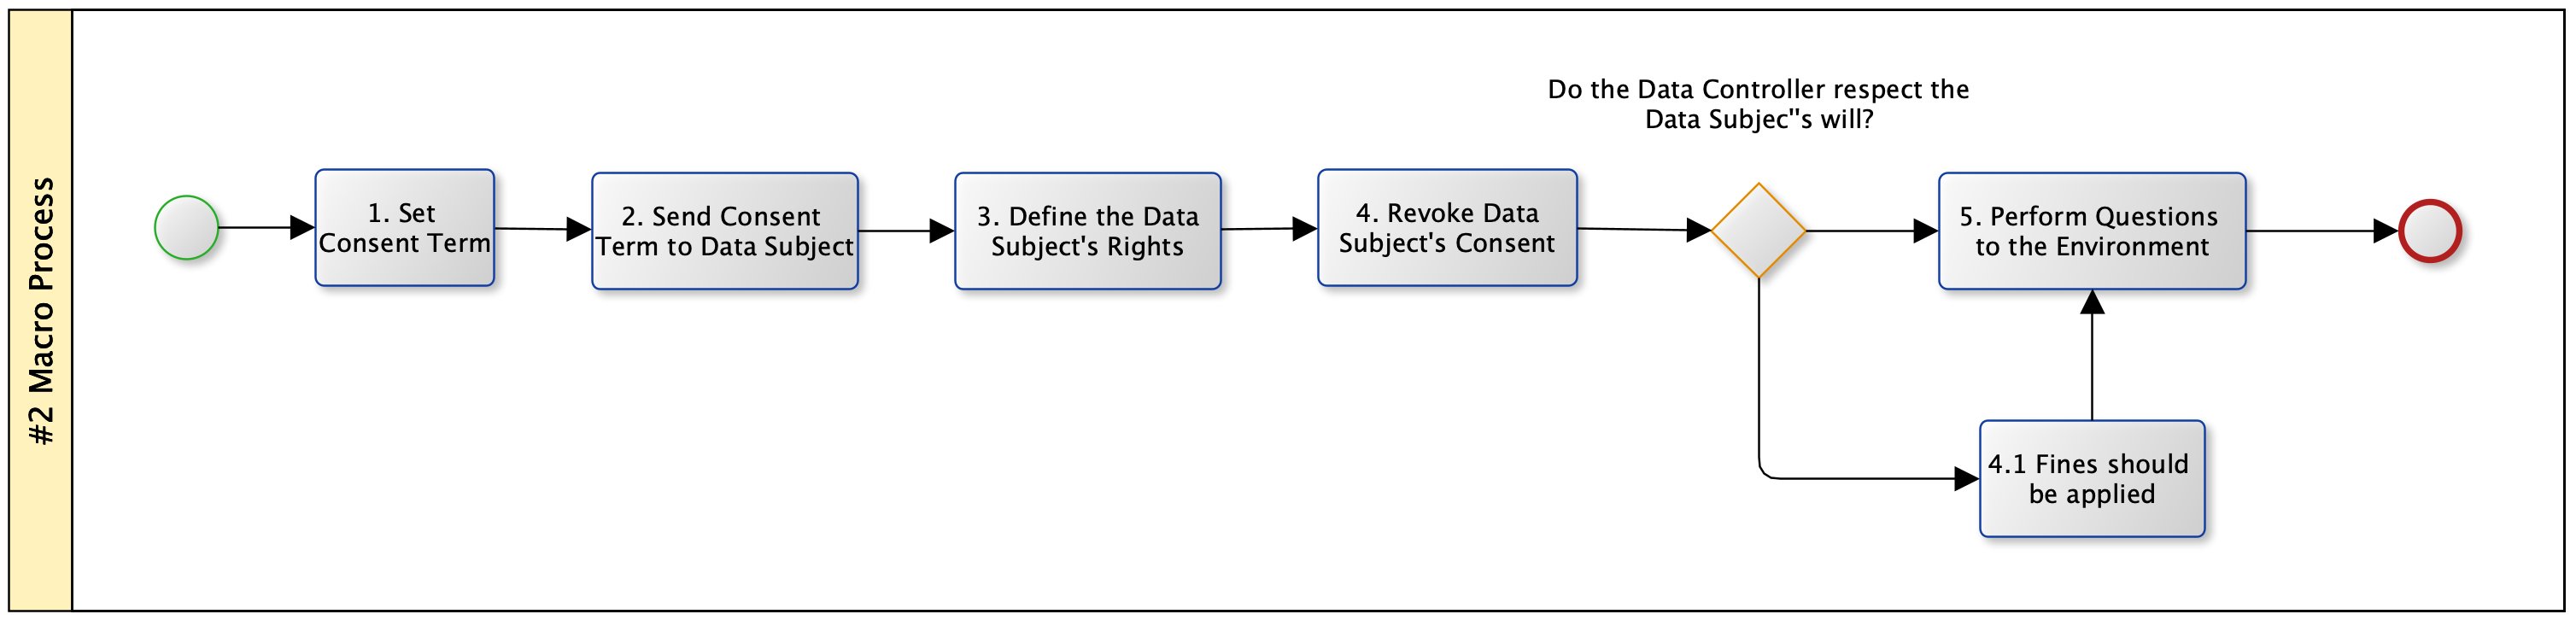 #2 Macro Process
1. Set
Consent Term
2. Send Consent
Term to Data Subject
3. Define the Data
Subject's Rights
4. Revoke Data
Subject's Consent
Do the Data Controller respect the
Data Subjec"s will?
5. Perform Questions
to the Environment
4.1 Fines should
be applied